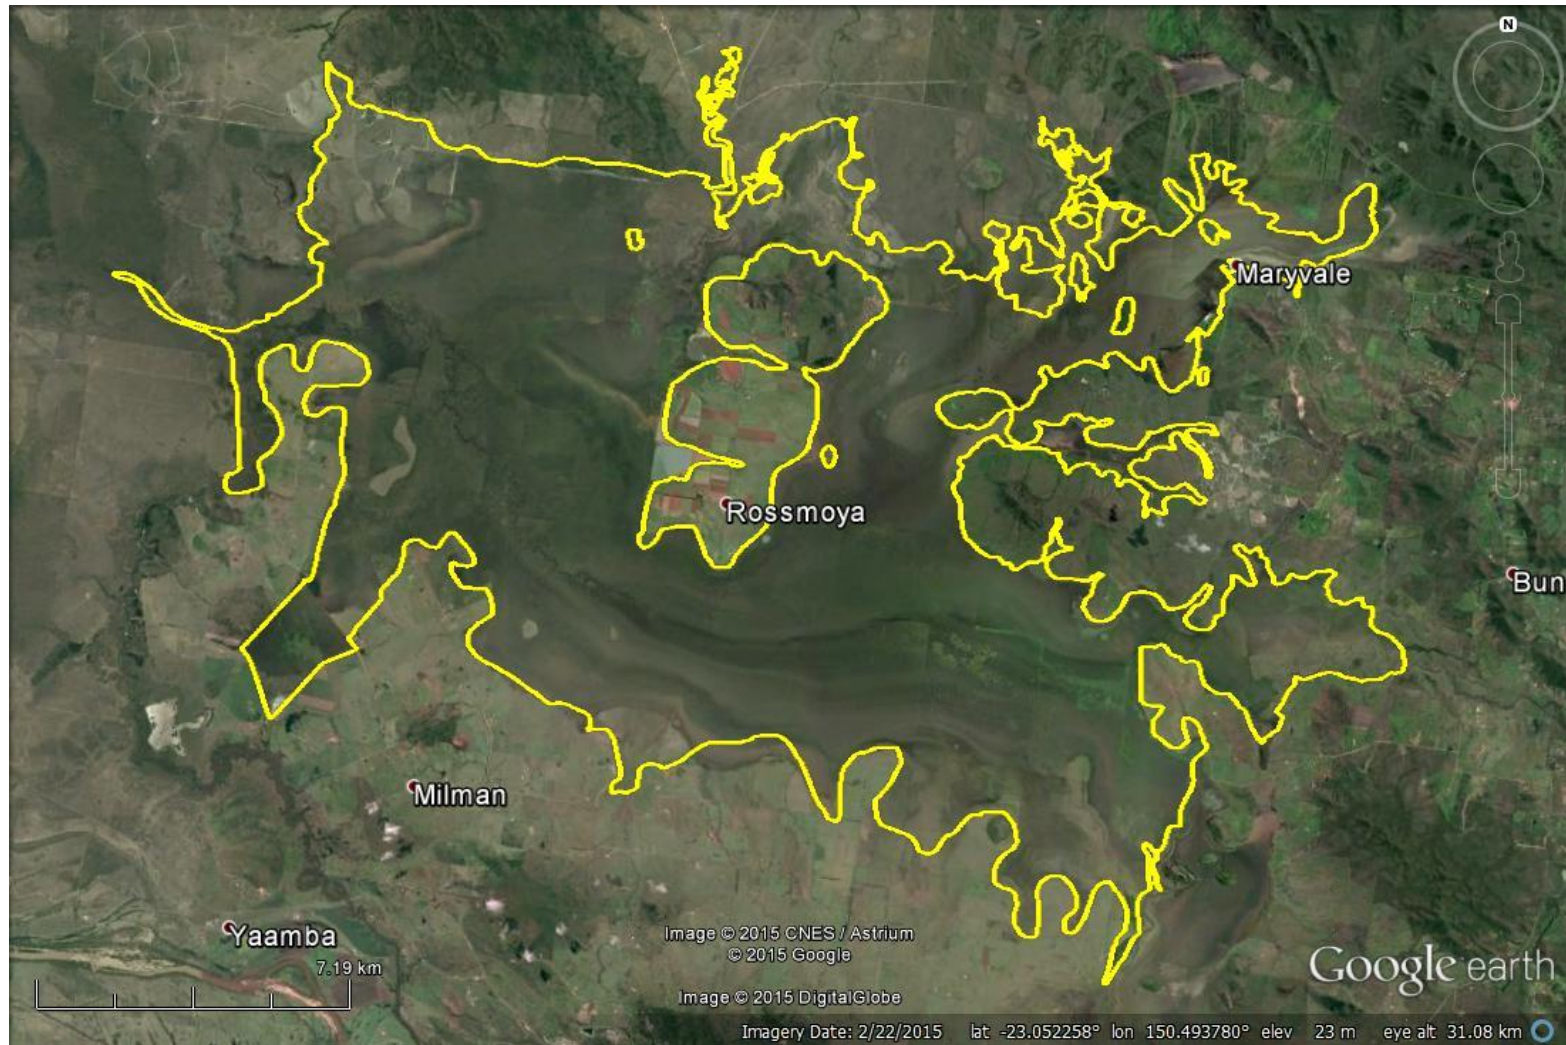 N
Maryvale
Rossmoya
Bun
Milman
Yaamba
7.19 km
Image © 2015 CNES / Astrium
© 2015 Google
Image © 2015 DigitalGlobe
Google earth
Imagery Date: 2/22/2015 lat -23.052258° lon 150.493780° elev 23 m eye alt 31.08 km